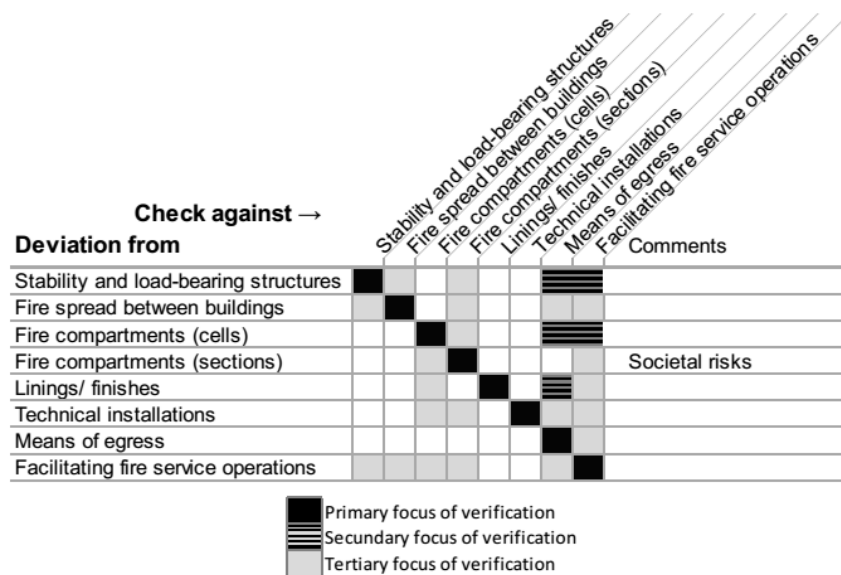 Stability and load-bearing structures
Fire spread between buildings
Fire compartments (cells)
Fire compartments (sections)
Linings/ finishes
Technical installations
Means of egress
Facilitating fire service operations
Check against →
Deviation from
Comments
Stability and load-bearing structures
Fire spread between buildings
Fire compartments (cells)
Fire compartments (sections)
Societal risks
Linings/ finishes
Technical installations
Means of egress
Facilitating fire service operations
Primary focus of verification
Secundary focus of verification
Tertiary focus of verification